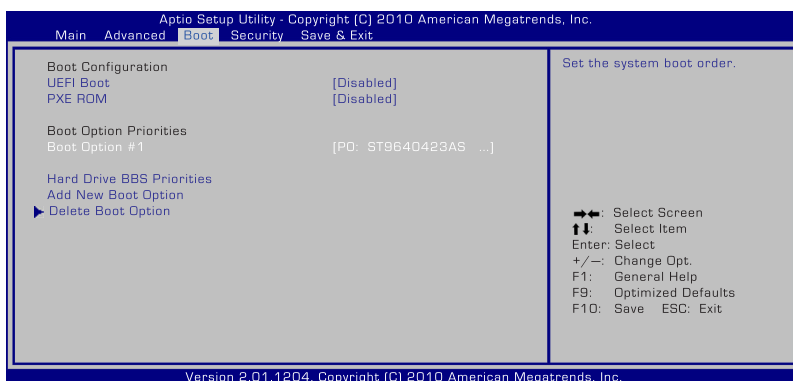 Aptio Setup Utility - Copyright (C) 2010 American Megatrends, Inc.
Main Advanced Boot Security Save & Exit
Boot Configuration
UEFI Boot [Disabled]
PXE ROM [Disabled]
Boot Option Priorities
Boot Option #1 [P0: ST9640423AS ...]
Hard Drive BBS Priorities
Add New Boot Option
Delete Boot Option
Set the system boot order.
→←: Select Screen
↑↓: Select Item
Enter: Select
+/—: Change Opt.
F1: General Help
F9: Optimized Defaults
F10: Save ESC: Exit
Version 2.01.1204. Copyright (C) 2010 American Megatrends, Inc.